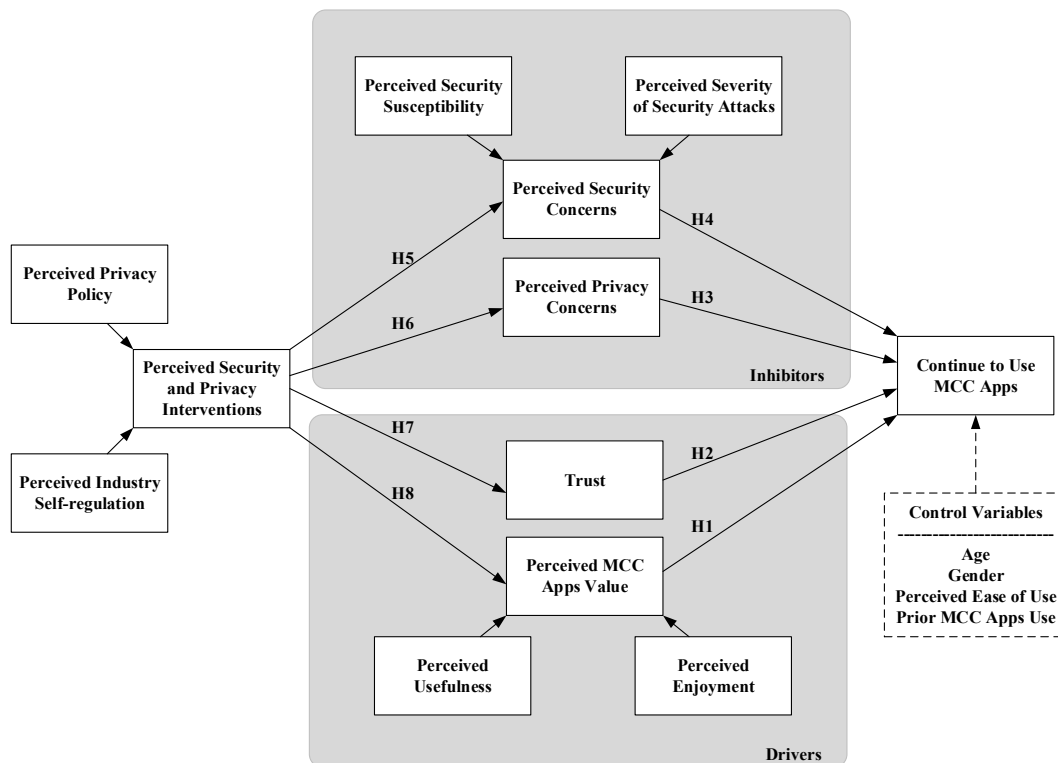 Perceived Security
Susceptibility
Perceived Severity
of Security Attacks
Perceived Security
Concerns
H4
H5
Perceived Privacy
Policy
Perceived Privacy
Concerns
H3
H6
Perceived Security
and Privacy
Interventions
Continue to Use
MCC Apps
Inhibitors
H7
H2
Trust
Perceived Industry
Self-regulation
H8
H1
Perceived MCC
Apps Value
Control Variables
---------------------------
Age
Gender
Perceived Ease of Use
Prior MCC Apps Use
Perceived
Usefulness
Perceived
Enjoyment
Drivers